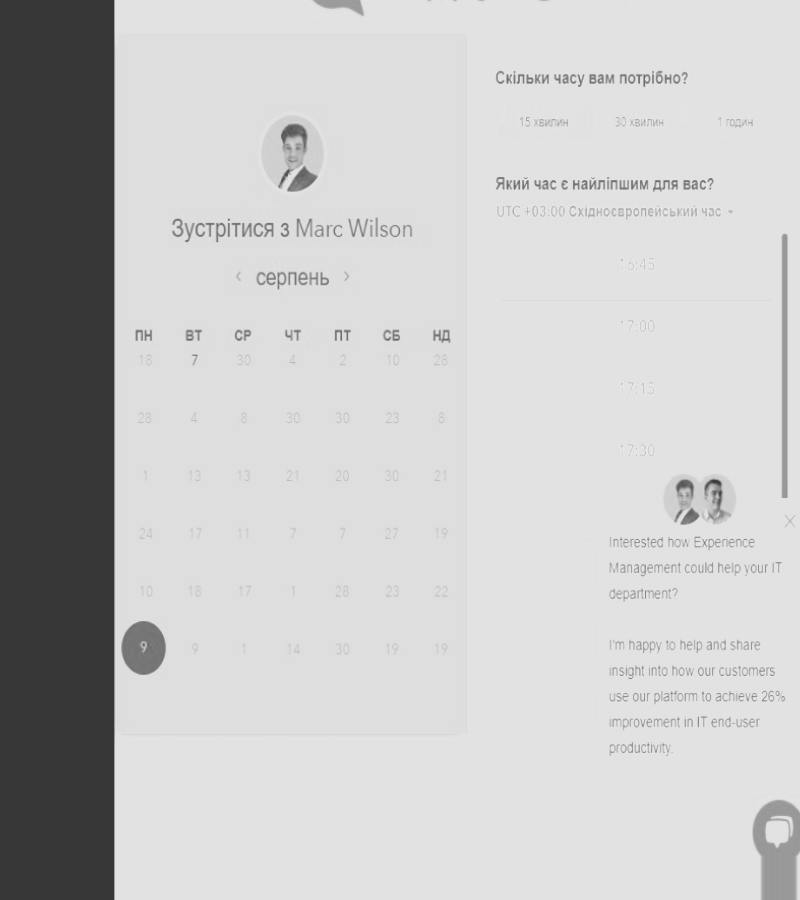 Зустрітися з Marc Wilson
серпень
ПН ВТ СР ЧТ ПТ СБ НД
18 7 30 4 2 10 28
28 4 8 30 30 23 8
1 13 13 21 20 30 21
24 17 11 7 7 27 19
10 18 17 1 28 23 22
9 9 1 14 30 19 19
Скільки часу вам потрібно?
15 хвилин 30 хвилин 1 годин
Який час є найліпшим для вас?
UTC +03:00 Східноєвропейський час
16:45
17:00
17:15
17:30
Interested how Experience
Management could help your IT
department?
I'm happy to help and share
insight into how our customers
use our platform to achieve 26%
improvement in IT end-user
productivity.